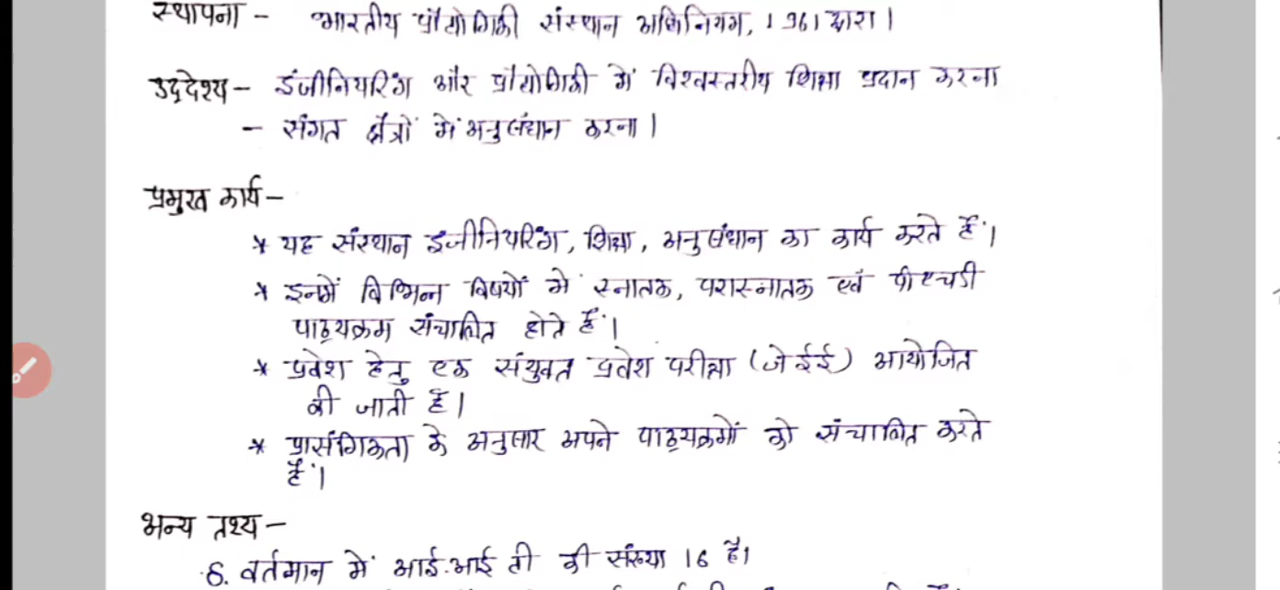 स्थापना - भारतीय प्रौद्योगिकी संस्थान अधिनियम, 1961 द्वारा।
उद्देश्य - इंजीनियरिंग और प्रौद्योगिकी में विश्वस्तरीय शिक्षा प्रदान करना
- संगत क्षेत्रों में अनुसंधान करना।
प्रमुख कार्य -
* यह संस्थान इंजीनियरिंग, शिक्षा, अनुसंधान का कार्य करते हैं।
* इनमें विभिन्न विषयों में स्नातक, परास्नातक एवं पीएचडी
पाठ्यक्रम संचालित होते हैं।
* प्रवेश हेतु एक संयुक्त प्रवेश परीक्षा (जेईई) आयोजित
की जाती है।
* प्रासंगिकता के अनुसार अपने पाठ्यक्रमों को संचालित करते
हैं।
अन्य तथ्य -
8. वर्तमान में आई.आई टी की संख्या 16 है।